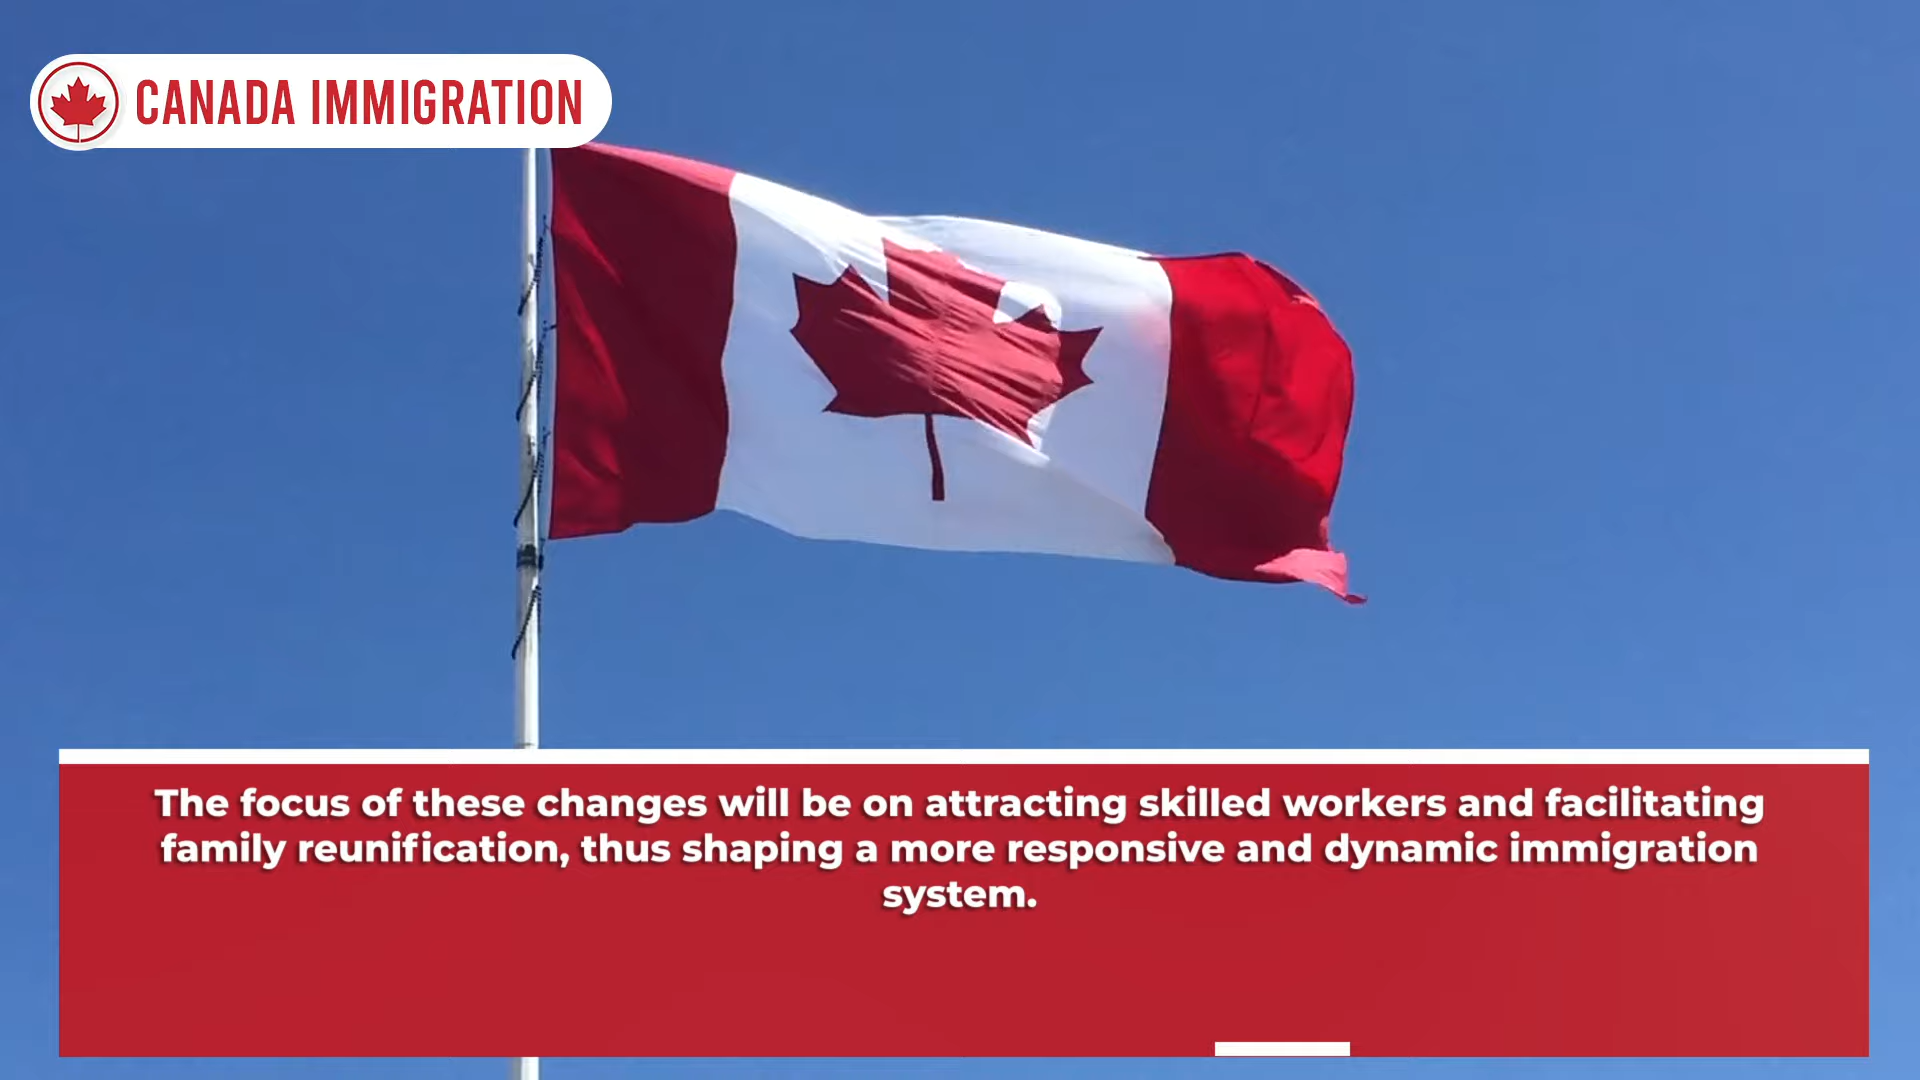 CANADA IMMIGRATION
The focus of these changes will be on attracting skilled workers and facilitating
family reunification, thus shaping a more responsive and dynamic immigration
system.